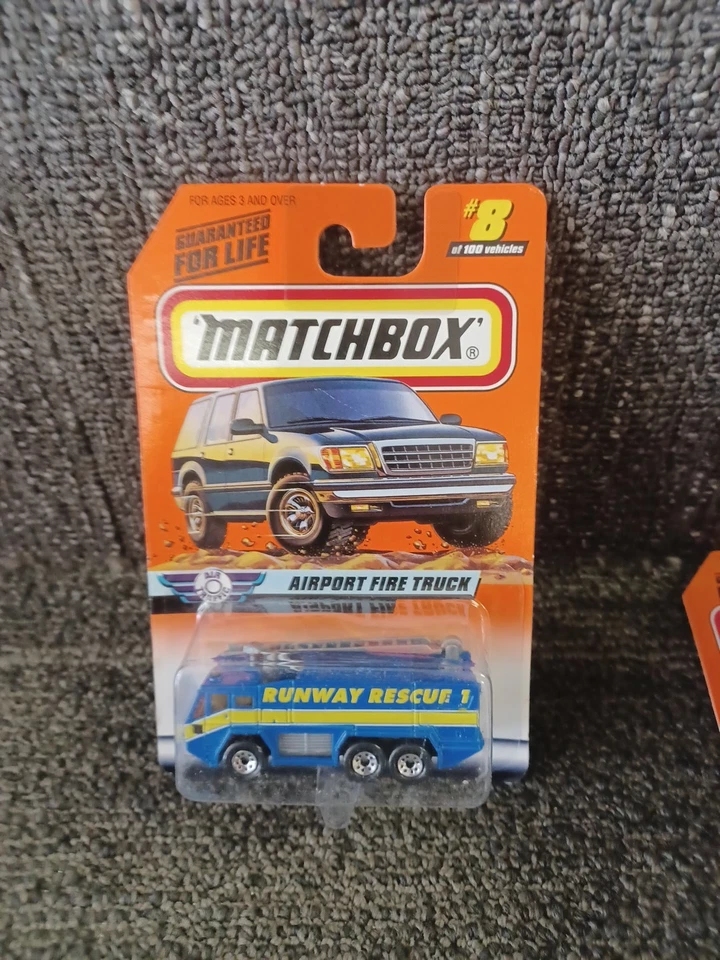 FOR AGES 3 AND OVER
GUARANTEED
FOR LIFE
#8
of 100 vehicles
'MATCHBOX'®
AIR
AIRPORT FIRE TRUCK
RUNWAY RESCUE 1